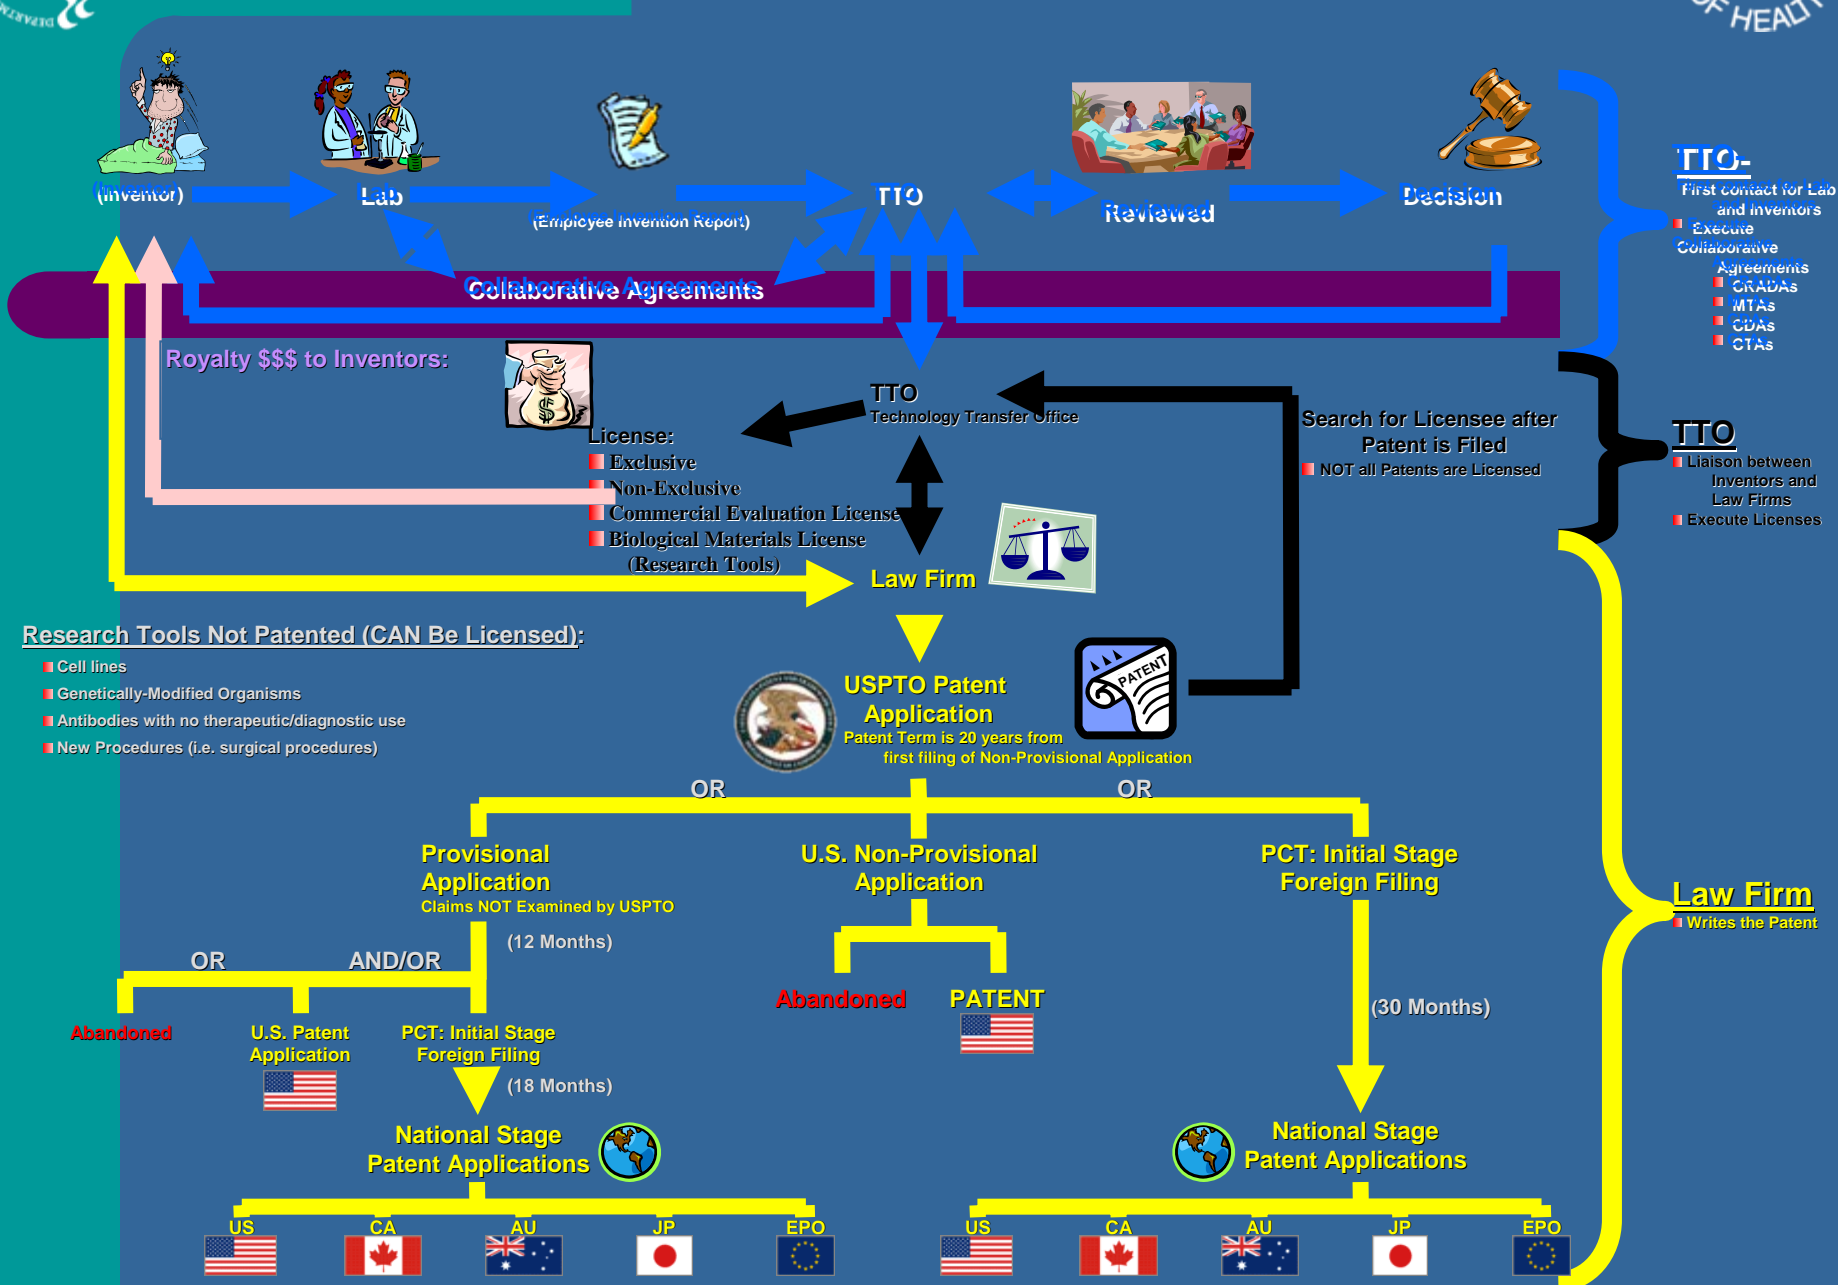 DEPARTM
OF HEALT
(Inventor)
Lab
(Employee Invention Report)
TTO
Reviewed
Decision
Collaborative Agreements
TTO-
First contact for Lab
and Inventors
Execute
Collaborative
Agreements
CRADAs
MTAs
CDAs
CTAs
Royalty $$$ to Inventors:
$
TTO
Technology Transfer Office
License:
Exclusive
Non-Exclusive
Commercial Evaluation License
Biological Materials License
(Research Tools)
Search for Licensee after
Patent is Filed
NOT all Patents are Licensed
TTO
Liaison between
Inventors and
Law Firms
Execute Licenses
Law Firm
Research Tools Not Patented (CAN Be Licensed):
Cell lines
Genetically-Modified Organisms
Antibodies with no therapeutic/diagnostic use
New Procedures (i.e. surgical procedures)
USPTO Patent
Application
Patent Term is 20 years from
first filing of Non-Provisional Application
PATENT
OR
OR
Provisional
Application
Claims NOT Examined by USPTO
(12 Months)
U.S. Non-Provisional
Application
PCT: Initial Stage
Foreign Filing
Law Firm
Writes the Patent
OR
AND/OR
Abandoned
U.S. Patent
Application
PCT: Initial Stage
Foreign Filing
(18 Months)
Abandoned
PATENT
(30 Months)
National Stage
Patent Applications
National Stage
Patent Applications
US
CA
AU
JP
EPO
US
CA
AU
JP
EPO